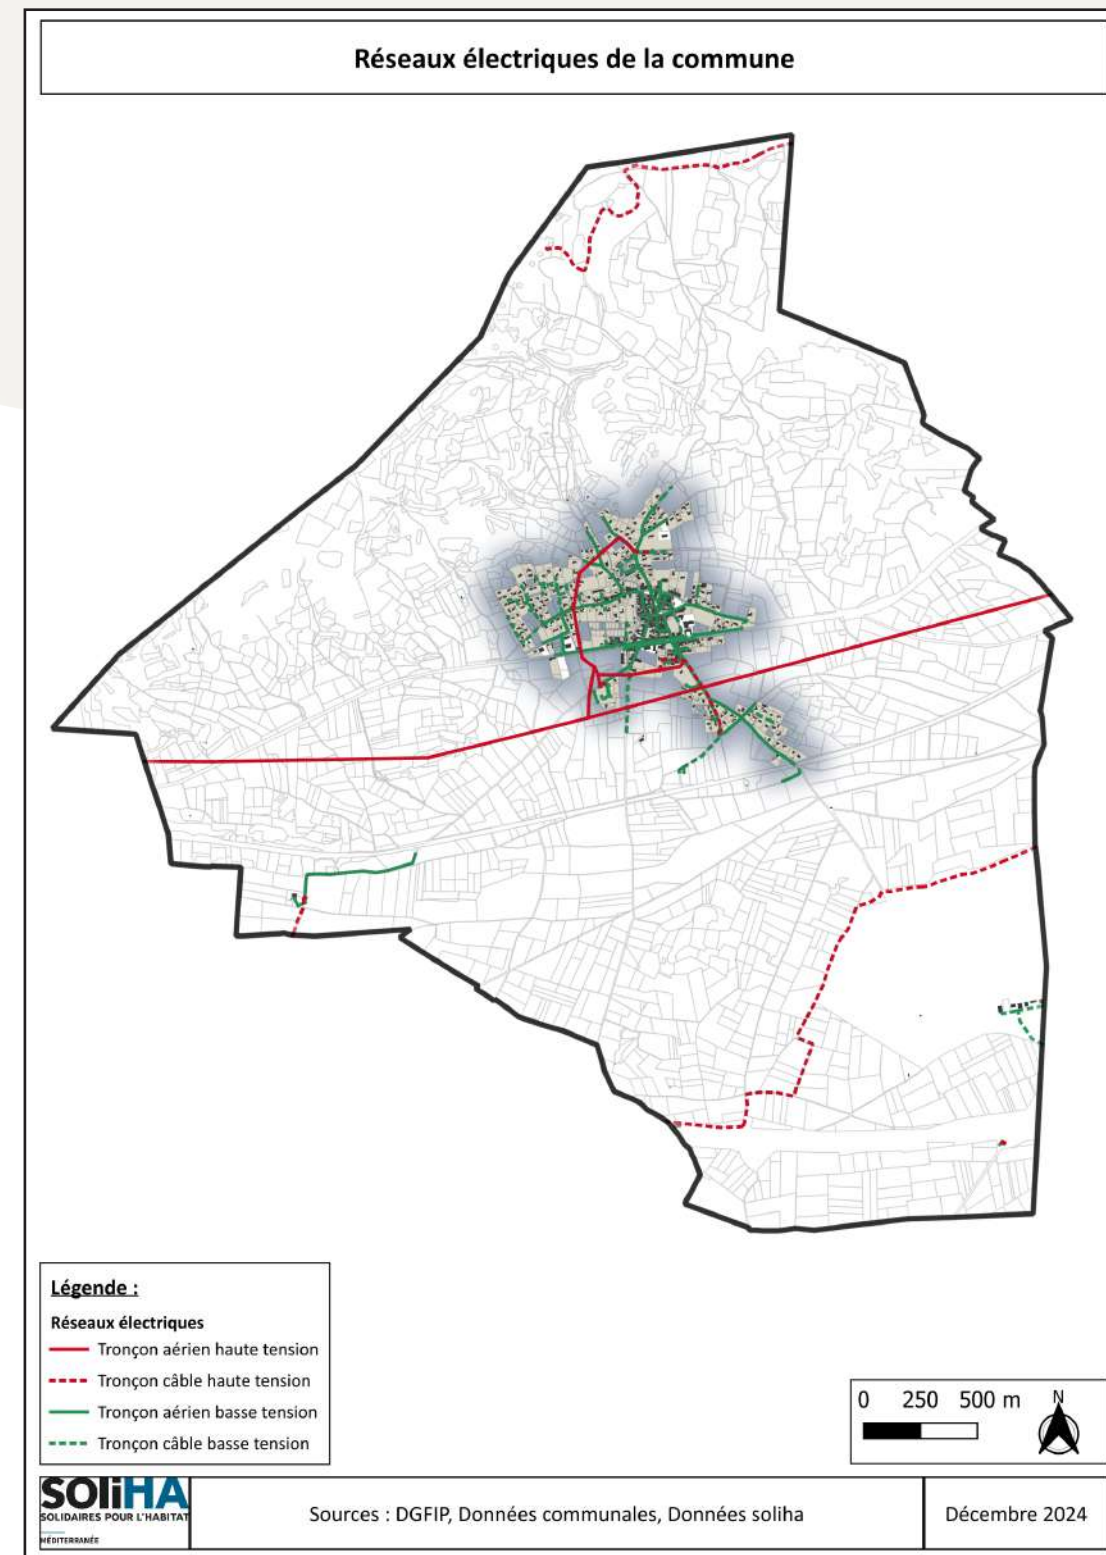 Réseaux électriques de la commune
Légende :
Réseaux électriques
Tronçon aérien haute tension
Tronçon câble haute tension
Tronçon aérien basse tension
Tronçon câble basse tension
0 250 500 m
N
SOliHA
SOLIDAIRES POUR L'HABITAT
MÉDITERRANÉE
Sources : DGFIP, Données communales, Données soliha
Décembre 2024